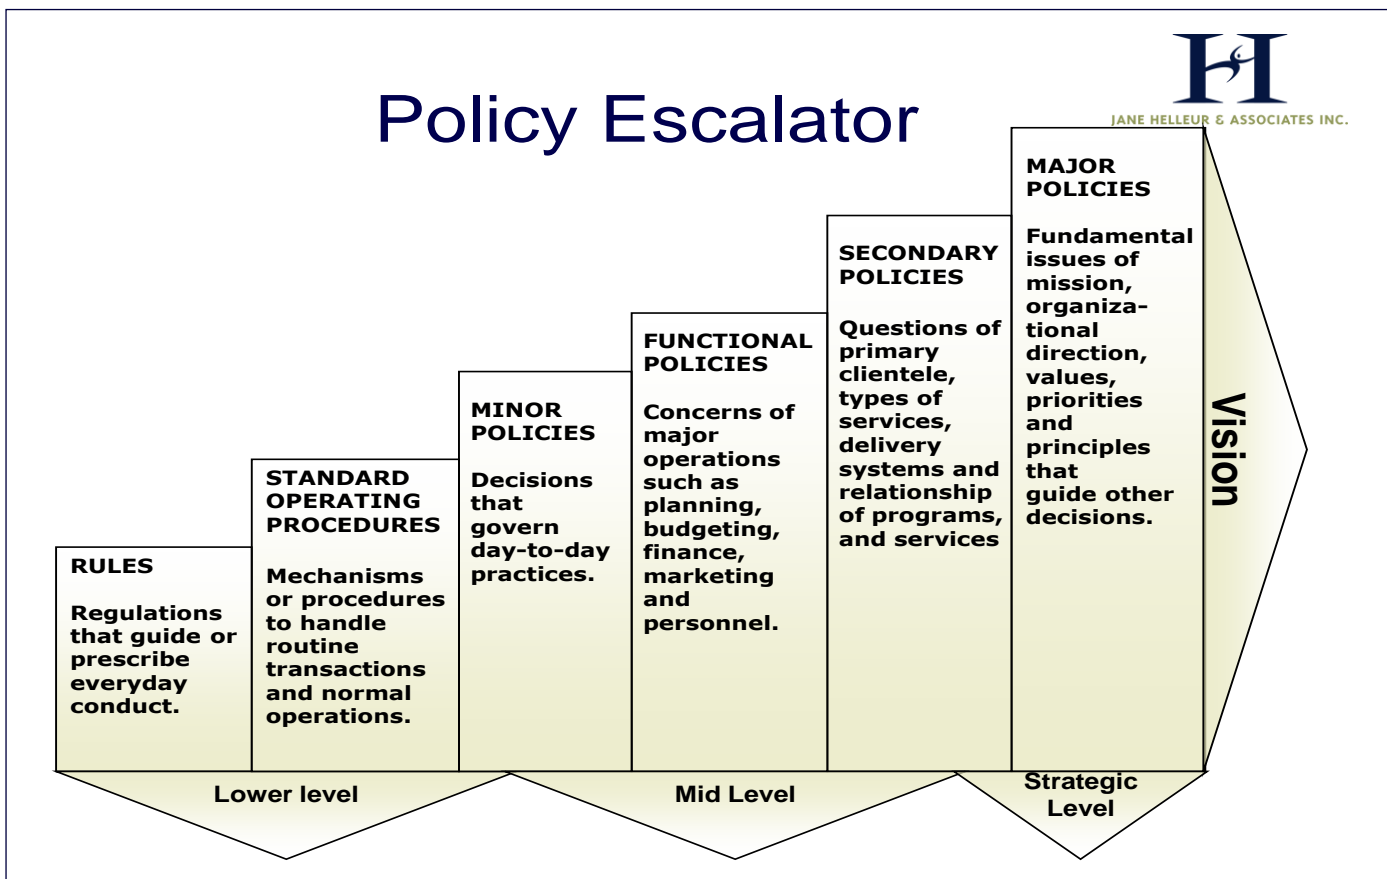 Policy Escalator
JANE HELLEUR & ASSOCIATES INC.
RULES
Regulations
that guide or
prescribe
everyday
conduct.
STANDARD
OPERATING
PROCEDURES
Mechanisms
or procedures
to handle
routine
transactions
and normal
operations.
MINOR
POLICIES
Decisions
that
govern
day-to-day
practices.
FUNCTIONAL
POLICIES
Concerns of
major
operations
such as
planning,
budgeting,
finance,
marketing
and
personnel.
SECONDARY
POLICIES
Questions of
primary
clientele,
types of
services,
delivery
systems and
relationship
of programs,
and services
MAJOR
POLICIES
Fundamental
issues of
mission,
organiza-
tional
direction,
values,
priorities
and
principles
that
guide other
decisions.
Vision
Lower level
Mid Level
Strategic
Level